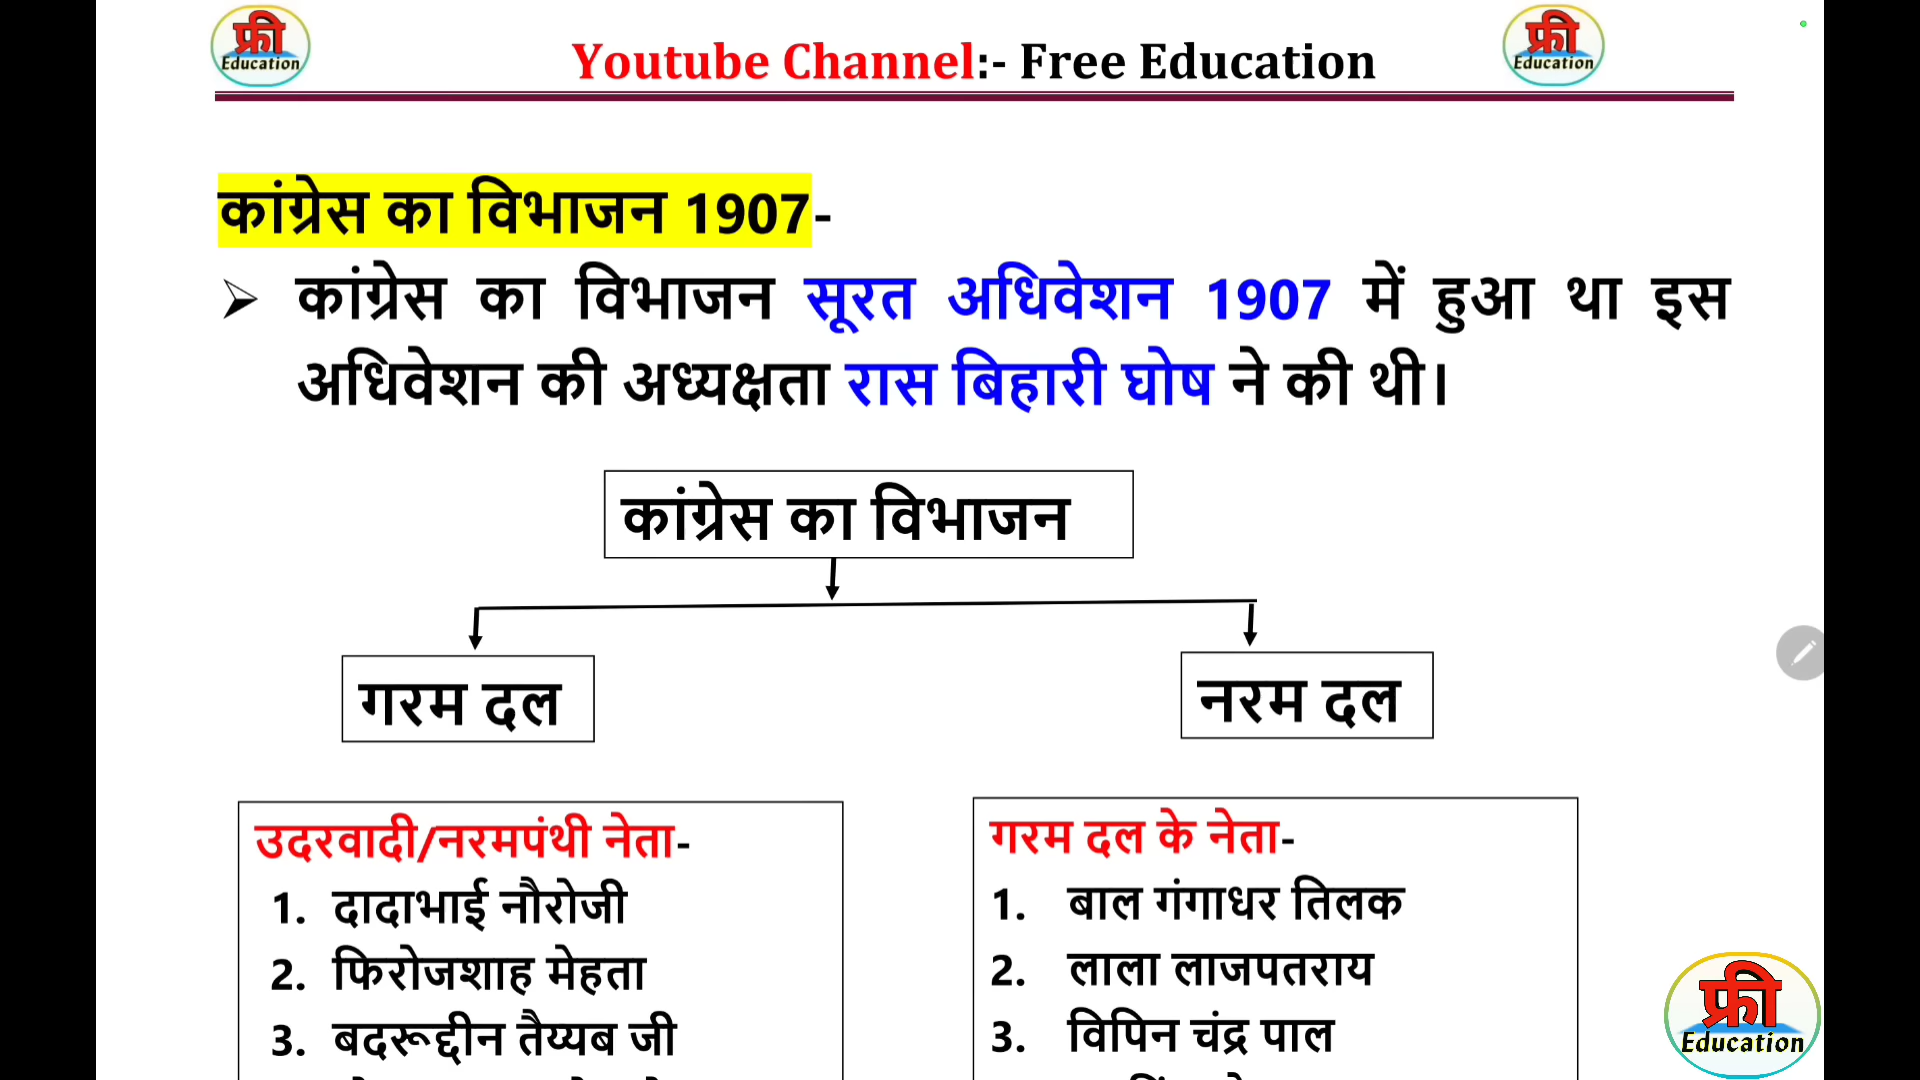 फ्री
Education
Youtube Channel:- Free Education
फ्री
Education
कांग्रेस का विभाजन 1907-
➢ कांग्रेस का विभाजन सूरत अधिवेशन 1907 में हुआ था इस
अधिवेशन की अध्यक्षता रास बिहारी घोष ने की थी।
कांग्रेस का विभाजन
गरम दल
नरम दल
उदरवादी/नरमपंथी नेता-
1. दादाभाई नौरोजी
2. फिरोजशाह मेहता
3. बदरूद्दीन तैय्यब जी
गरम दल के नेता-
1. बाल गंगाधर तिलक
2. लाला लाजपतराय
3. विपिन चंद्र पाल
फ्री
Education